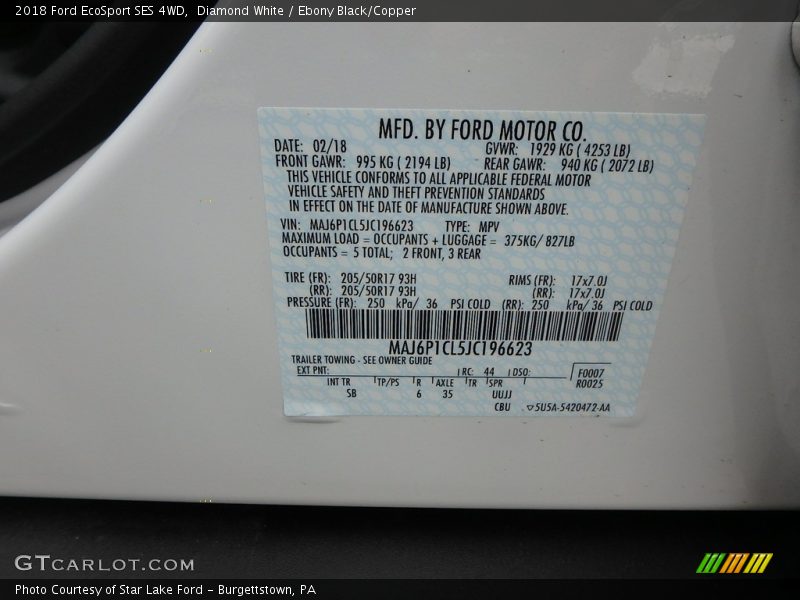 2018 Ford EcoSport SES 4WD, Diamond White / Ebony Black/Copper
MFD. BY FORD MOTOR CO.
DATE: 02/18 GVWR: 1929 KG ( 4253 LB)
FRONT GAWR: 995 KG ( 2194 LB) REAR GAWR: 940 KG ( 2072 LB)
THIS VEHICLE CONFORMS TO ALL APPLICABLE FEDERAL MOTOR
VEHICLE SAFETY AND THEFT PREVENTION STANDARDS
IN EFFECT ON THE DATE OF MANUFACTURE SHOWN ABOVE.
VIN: MAJ6P1CL5JC196623 TYPE: MPV
MAXIMUM LOAD = OCCUPANTS + LUGGAGE = 375KG/ 827LB
OCCUPANTS = 5 TOTAL; 2 FRONT, 3 REAR
TIRE (FR): 205/50R17 93H RIMS (FR): 17x7.0J
(RR): 205/50R17 93H (RR): 17x7.0J
PRESSURE (FR): 250 kPa/ 36 PSI COLD (RR): 250 kPa/ 36 PSI COLD
MAJ6P1CL5JC196623
TRAILER TOWING - SEE OWNER GUIDE
EXT PNT: RC: 44 DSO: F0007
R0025
INT TR TP/PS R AXLE TR SPR
SB 6 35 UUJJ
CBU 5U5A-5420472-AA
GTCARLOT.COM
Photo Courtesy of Star Lake Ford - Burgettstown, PA